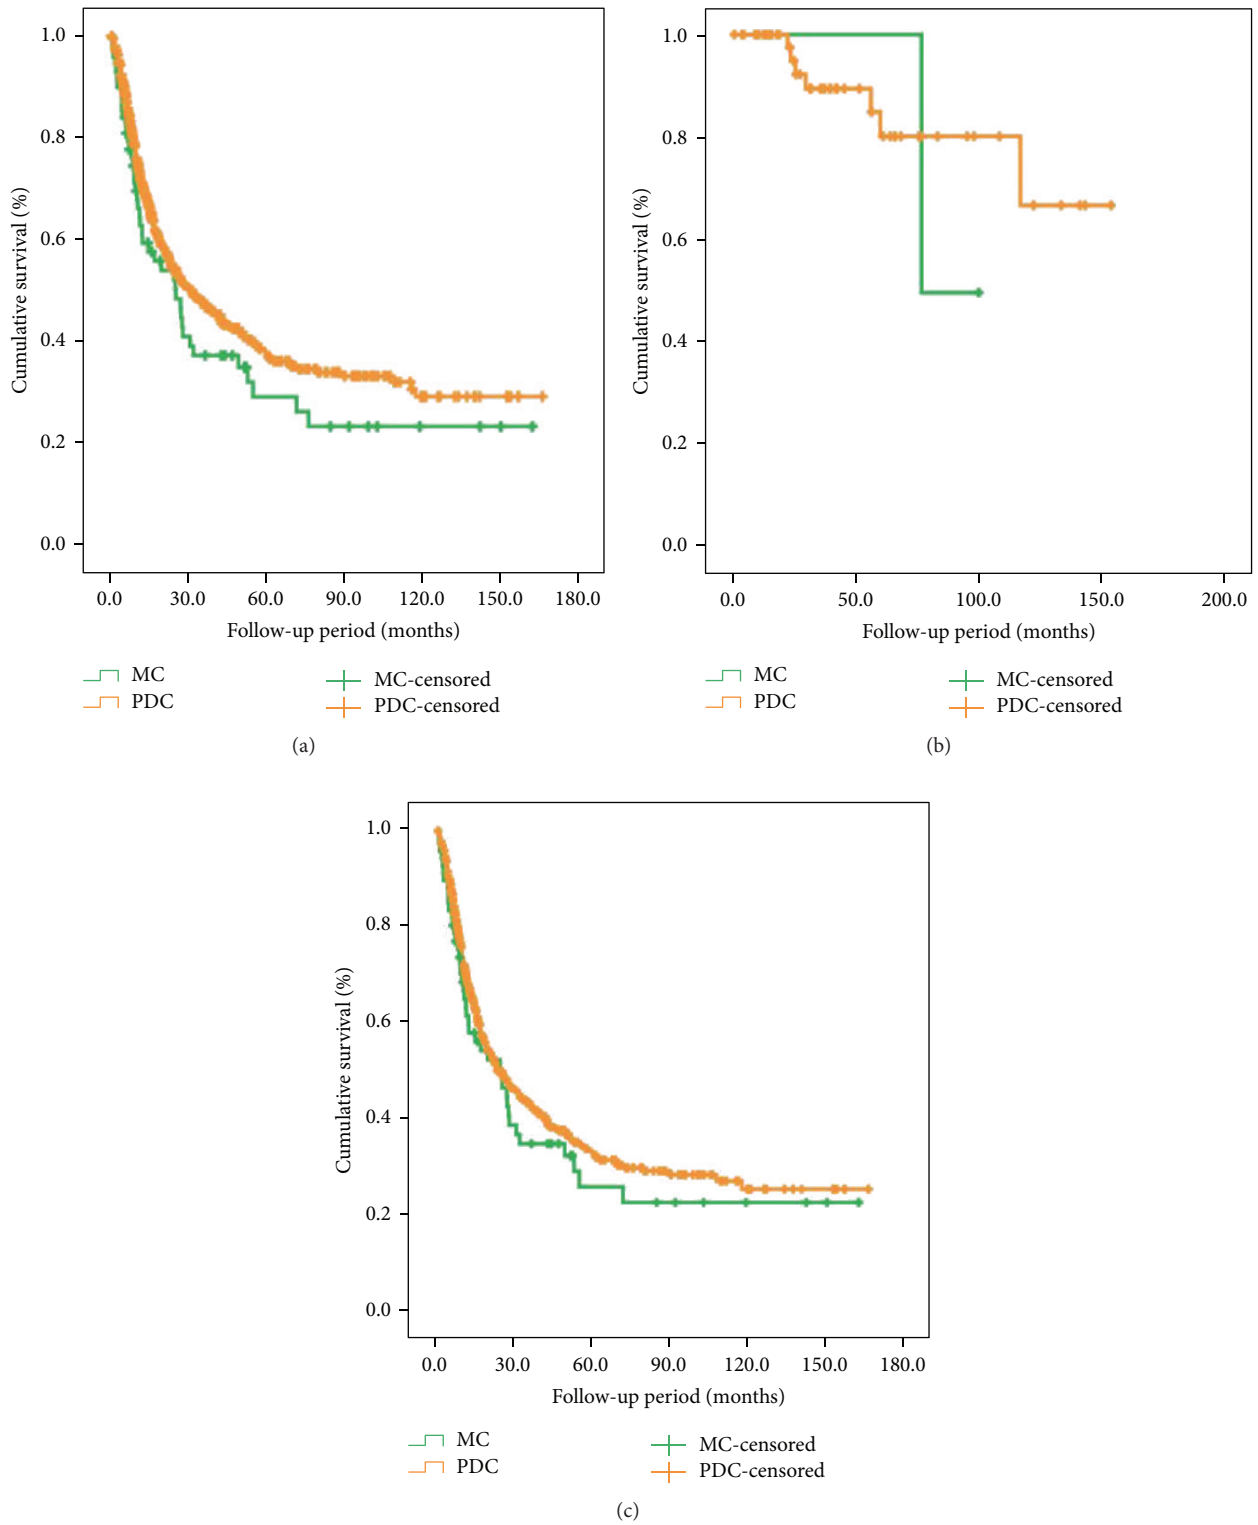 1.0
0.8
0.6
0.4
0.2
0.0
Cumulative survival (%)
0.0 30.0 60.0 90.0 120.0 150.0 180.0
Follow-up period (months)
MC MC-censored
PDC PDC-censored
(a)
1.0
0.8
0.6
0.4
0.2
0.0
Cumulative survival (%)
0.0 50.0 100.0 150.0 200.0
Follow-up period (months)
MC MC-censored
PDC PDC-censored
(b)
1.0
0.8
0.6
0.4
0.2
0.0
Cumulative survival (%)
0.0 30.0 60.0 90.0 120.0 150.0 180.0
Follow-up period (months)
MC MC-censored
PDC PDC-censored
(c)